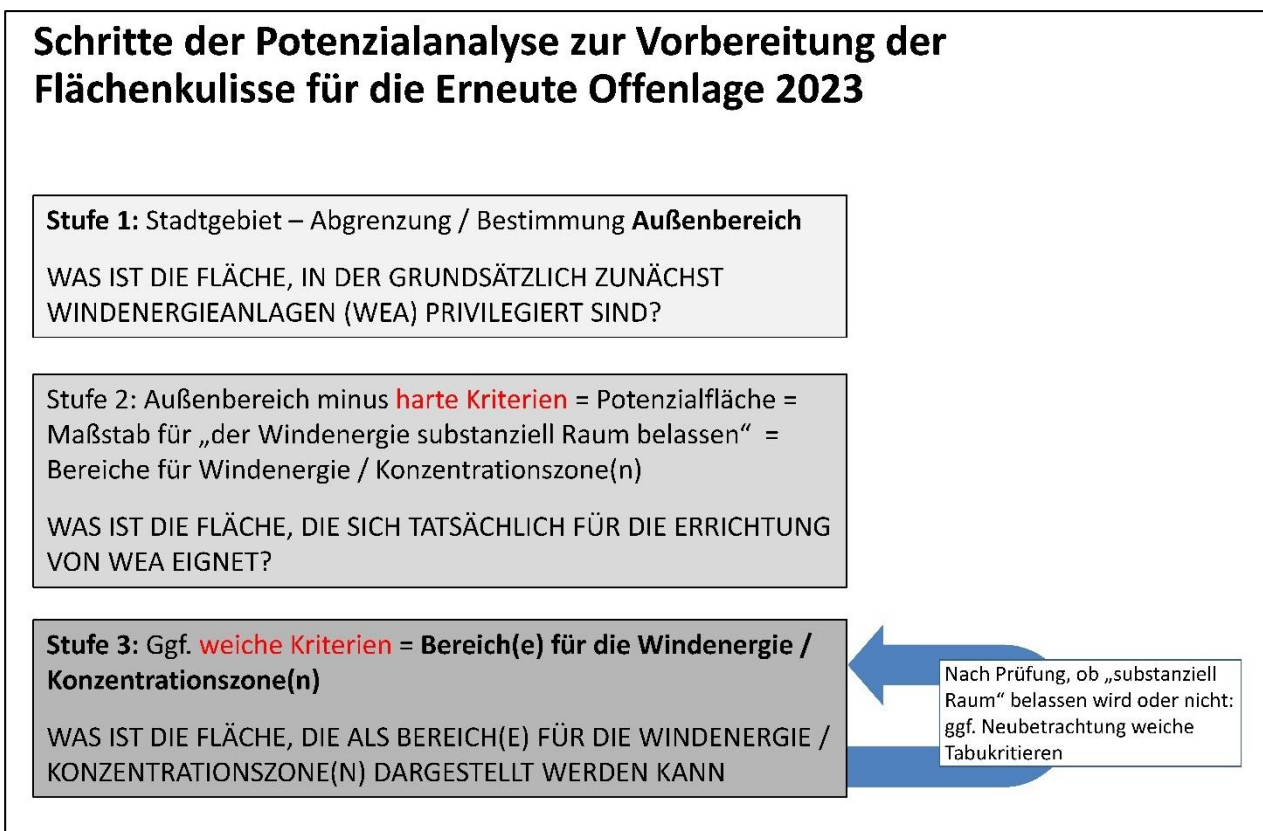 Schritte der Potenzialanalyse zur Vorbereitung der
Flächenkulisse für die Erneute Offenlage 2023
Stufe 1: Stadtgebiet – Abgrenzung / Bestimmung Außenbereich
WAS IST DIE FLÄCHE, IN DER GRUNDSÄTZLICH ZUNÄCHST
WINDENERGIEANLAGEN (WEA) PRIVILEGIERT SIND?
Stufe 2: Außenbereich minus harte Kriterien = Potenzialfläche =
Maßstab für „der Windenergie substanziell Raum belassen“ =
Bereiche für Windenergie / Konzentrationszone(n)
WAS IST DIE FLÄCHE, DIE SICH TATSÄCHLICH FÜR DIE ERRICHTUNG
VON WEA EIGNET?
Stufe 3: Ggf. weiche Kriterien = Bereich(e) für die Windenergie /
Konzentrationszone(n)
WAS IST DIE FLÄCHE, DIE ALS BEREICH(E) FÜR DIE WINDENERGIE /
KONZENTRATIONSZONE(N) DARGESTELLT WERDEN KANN
Nach Prüfung, ob „substanziell
Raum“ belassen wird oder nicht:
ggf. Neubetrachtung weiche
Tabukritieren